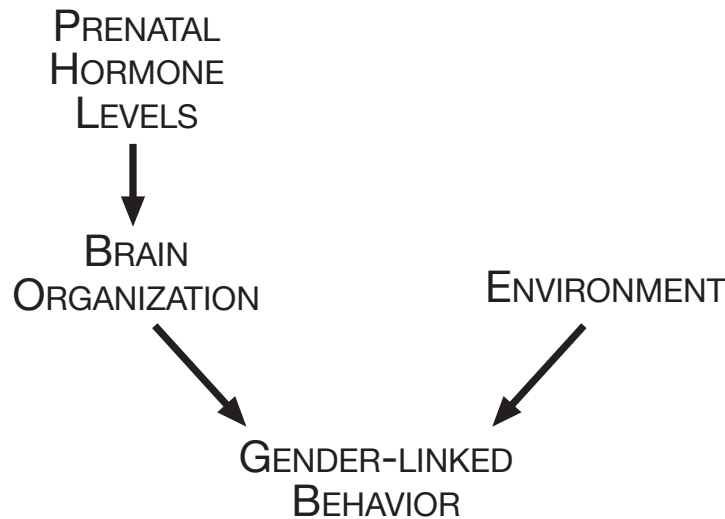 PRENATAL
HORMONE
LEVELS
BRAIN
ORGANIZATION
ENVIRONMENT
GENDER-LINKED
BEHAVIOR